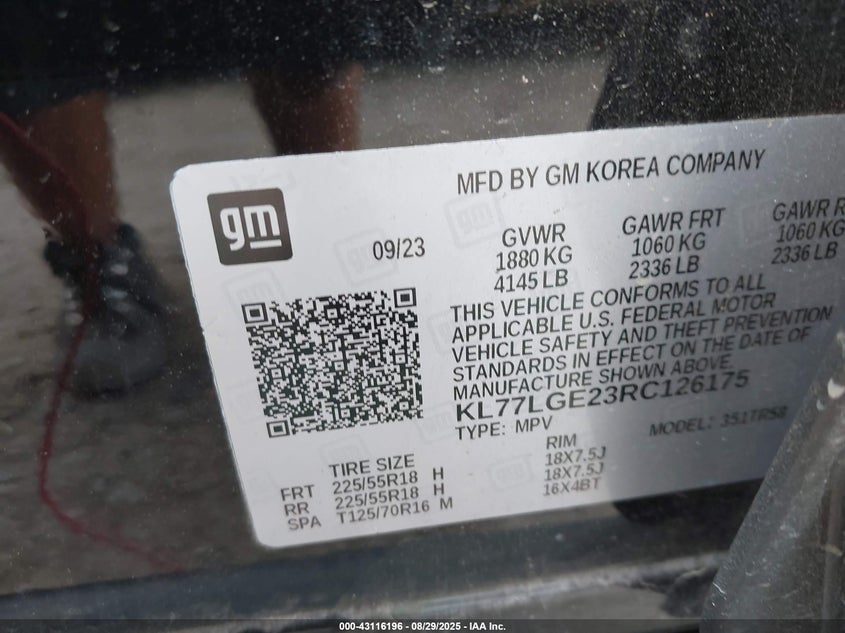 MFD BY GM KOREA COMPANY
gm
09/23
GVWR
1880 KG
4145 LB
GAWR FRT
1060 KG
2336 LB
GAWR R
1060 KG
2336 LB
THIS VEHICLE CONFORMS TO ALL
APPLICABLE U.S. FEDERAL MOTOR
VEHICLE SAFETY AND THEFT PREVENTION
STANDARDS IN EFFECT ON THE DATE OF
MANUFACTURE SHOWN ABOVE.
KL77LGE23RC126175
TYPE: MPV
MODEL: 351TR58
TIRE SIZE
RIM
FRT 225/55R18 H 18X7.5J
RR 225/55R18 H 18X7.5J
SPA T125/70R16 M 16X4BT
000-43116196 - 08/29/2025 - IAA Inc.